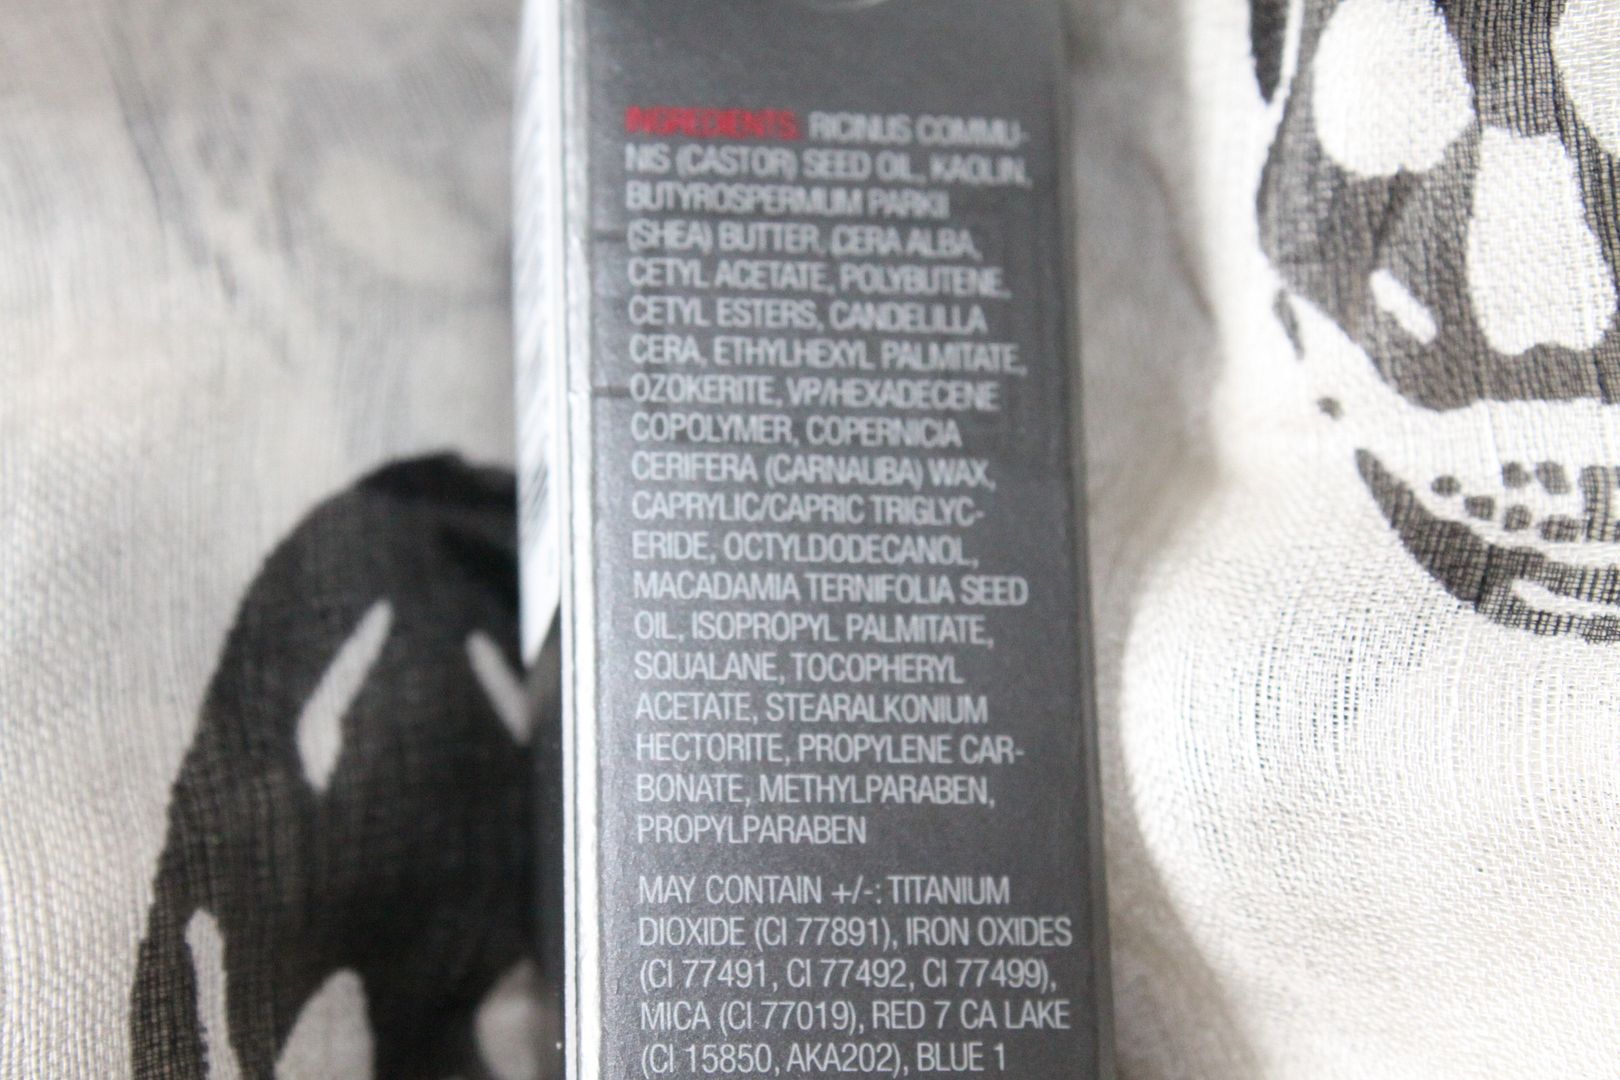 INGREDIENTS: RICINUS COMMU-
NIS (CASTOR) SEED OIL, KAOLIN,
BUTYROSPERMUM PARKII
(SHEA) BUTTER, CERA ALBA,
CETYL ACETATE, POLYBUTENE,
CETYL ESTERS, CANDELILLA
CERA, ETHYLHEXYL PALMITATE,
OZOKERITE, VP/HEXADECENE
COPOLYMER, COPERNICIA
CERIFERA (CARNAUBA) WAX,
CAPRYLIC/CAPRIC TRIGLYC-
ERIDE, OCTYLDODECANOL,
MACADAMIA TERNIFOLIA SEED
OIL, ISOPROPYL PALMITATE,
SQUALANE, TOCOPHERYL
ACETATE, STEARALKONIUM
HECTORITE, PROPYLENE CAR-
BONATE, METHYLPARABEN,
PROPYLPARABEN
MAY CONTAIN +/-: TITANIUM
DIOXIDE (CI 77891), IRON OXIDES
(CI 77491, CI 77492, CI 77499),
MICA (CI 77019), RED 7 CA LAKE
(CI 15850, AKA202), BLUE 1